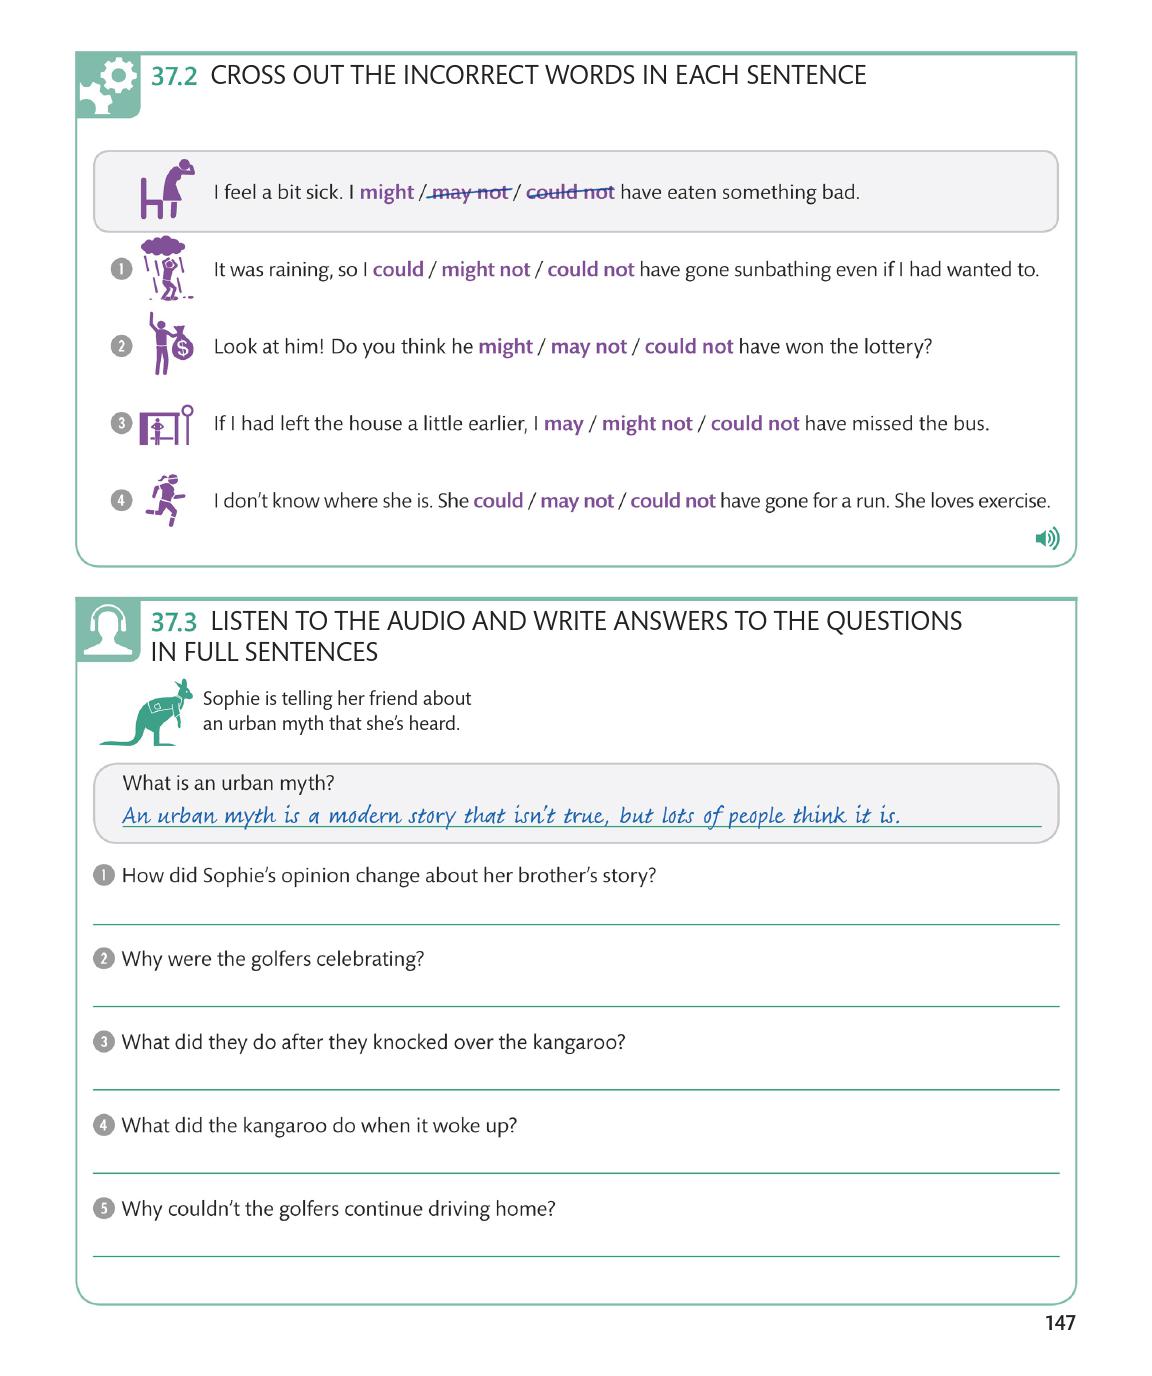 37.2 CROSS OUT THE INCORRECT WORDS IN EACH SENTENCE
I feel a bit sick. I might / may not / could not have eaten something bad.
1 It was raining, so I could / might not / could not have gone sunbathing even if I had wanted to.
2 Look at him! Do you think he might / may not / could not have won the lottery?
$
3 If I had left the house a little earlier, I may / might not / could not have missed the bus.
4 I don't know where she is. She could / may not / could not have gone for a run. She loves exercise.
37.3 LISTEN TO THE AUDIO AND WRITE ANSWERS TO THE QUESTIONS
IN FULL SENTENCES
Sophie is telling her friend about
an urban myth that she's heard.
What is an urban myth?
An urban myth is a modern story that isn't true, but lots of people think it is.
1 How did Sophie's opinion change about her brother's story?
2 Why were the golfers celebrating?
3 What did they do after they knocked over the kangaroo?
4 What did the kangaroo do when it woke up?
5 Why couldn't the golfers continue driving home?
147